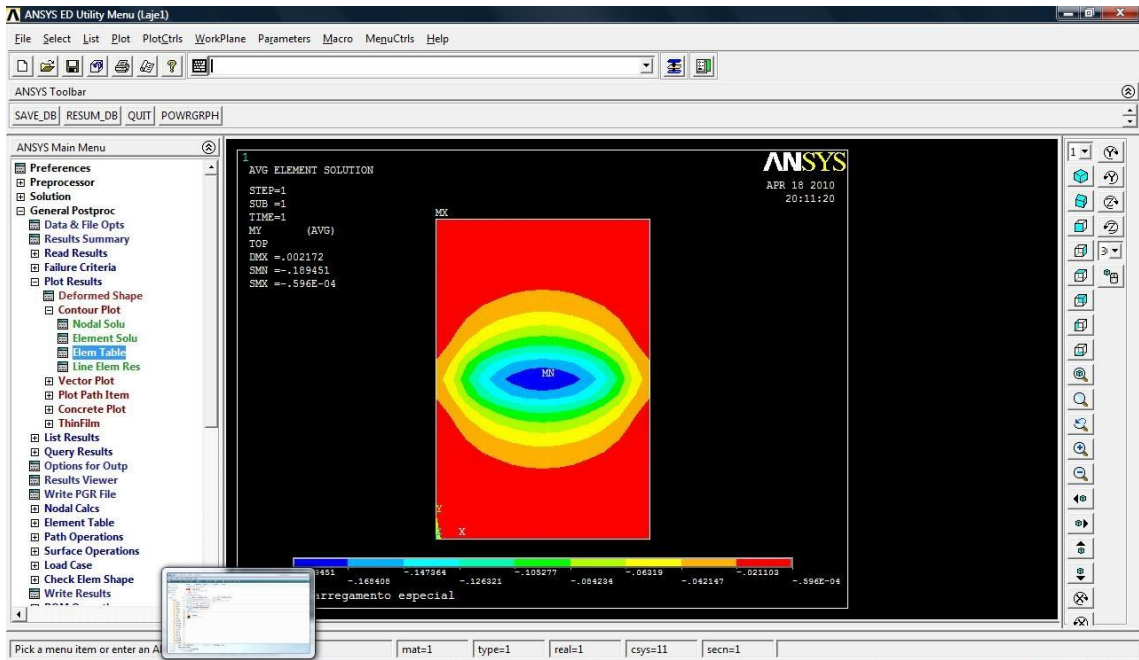 ANSYS ED Utility Menu (Laje1)
File Select List Plot PlotCtrls WorkPlane Parameters Macro MenuCtrls Help
ANSYS Toolbar
SAVE_DB RESUM_DB QUIT POWRGRPH
ANSYS Main Menu
Preferences
Preprocessor
Solution
General Postproc
Data & File Opts
Results Summary
Read Results
Failure Criteria
Plot Results
Deformed Shape
Contour Plot
Nodal Solu
Element Solu
Elem Table
Line Elem Res
Vector Plot
Plot Path Item
Concrete Plot
ThinFilm
List Results
Query Results
Options for Outp
Results Viewer
Write PGR File
Nodal Calcs
Element Table
Path Operations
Surface Operations
Load Case
Check Elem Shape
Write Results
1
AVG ELEMENT SOLUTION
STEP=1
SUB =1
TIME=1
MY (AVG)
TOP
DMX =.002172
SMN =-.189451
SMX =-.596E-04
ANSYS
APR 18 2010
20:11:20
MX
MN
Y
X
9451 -.147364 -.105277 -.06319 -.021103
-.168408 -.126321 -.084234 -.042147 -.596E-04
arregamento especial
1
3
Pick a menu item or enter an A
mat=1 type=1 real=1 csys=11 secn=1